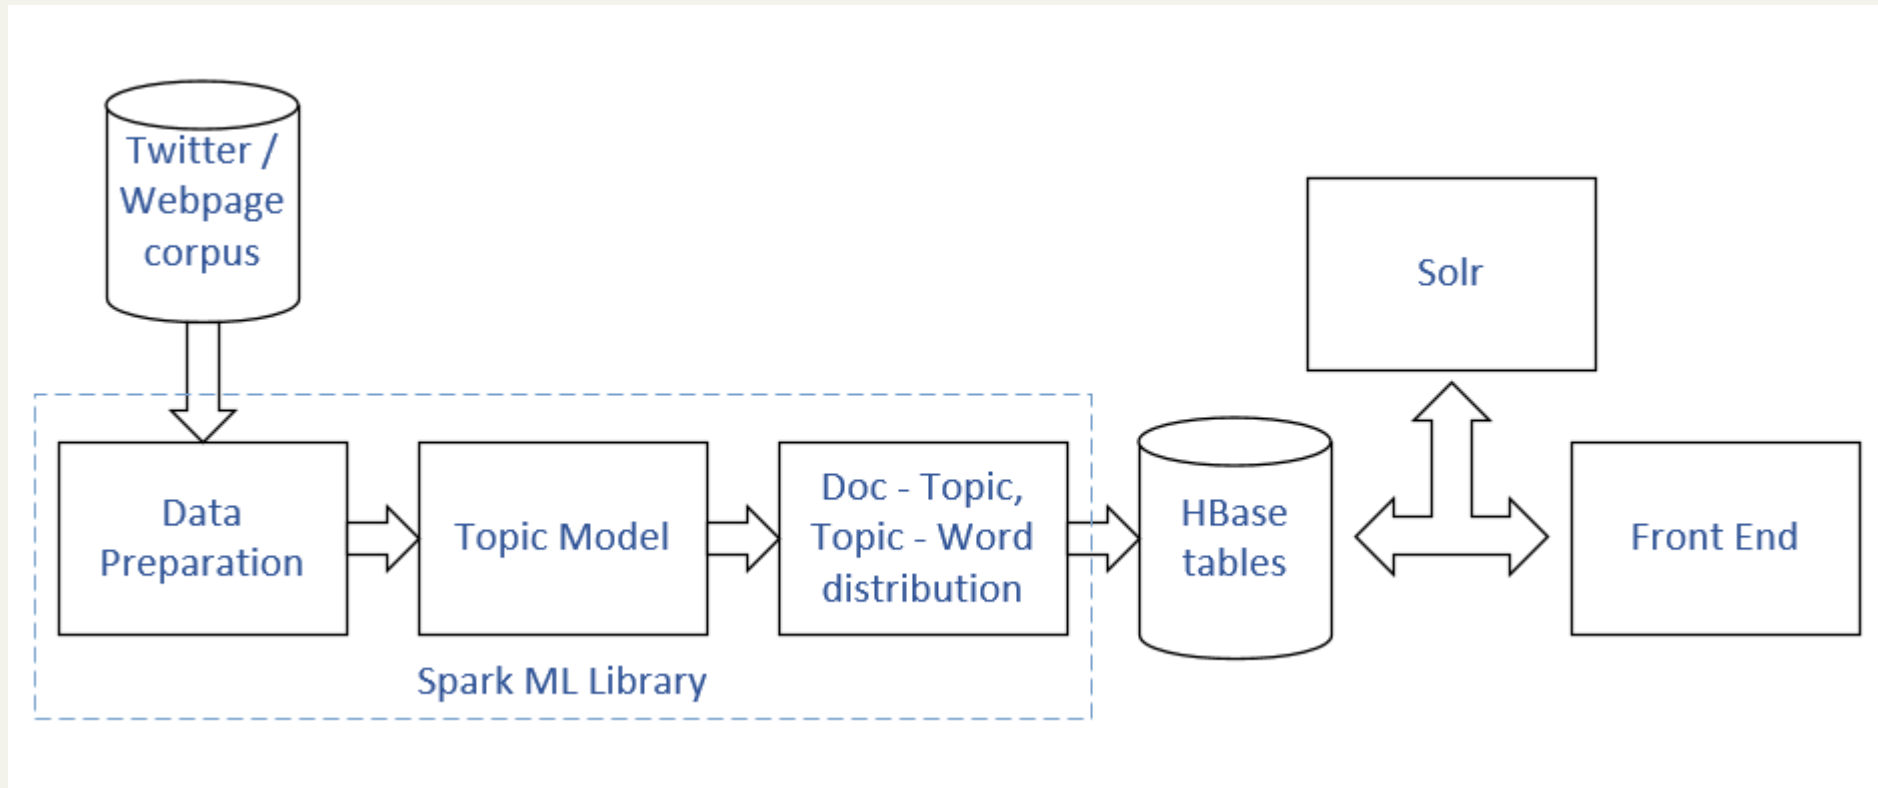 Twitter /
Webpage
corpus
Solr
Data
Preparation
Topic Model
Doc - Topic,
Topic - Word
distribution
HBase
tables
Front End
Spark ML Library